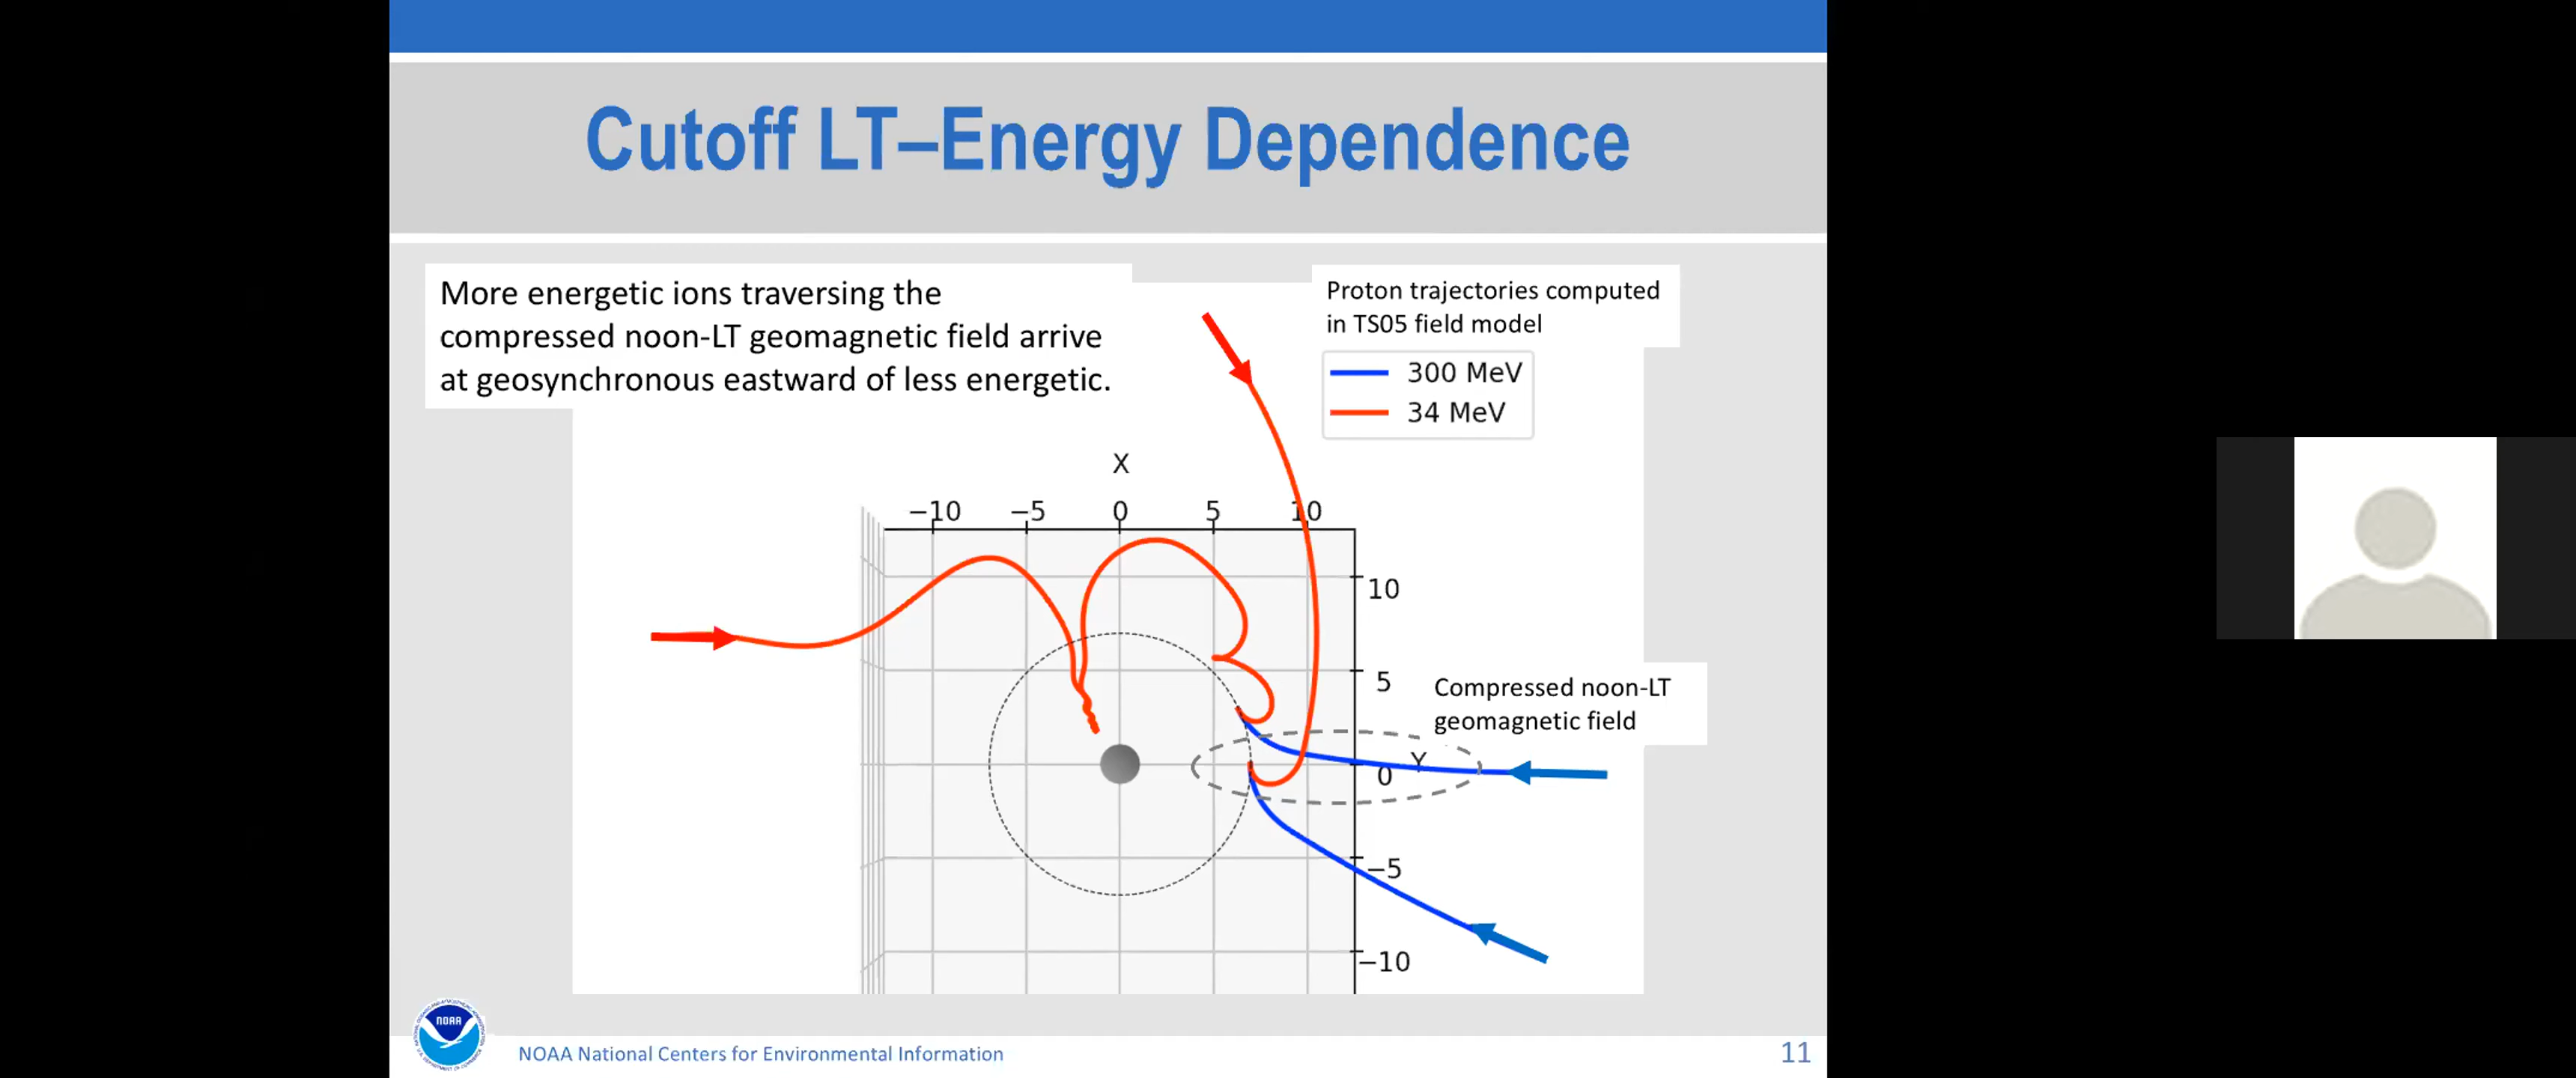 Cutoff LT–Energy Dependence
More energetic ions traversing the
compressed noon-LT geomagnetic field arrive
at geosynchronous eastward of less energetic.
Proton trajectories computed
in TS05 field model
300 MeV
34 MeV
X
−10 −5 0 5 10
10
5
Compressed noon-LT
geomagnetic field
Y
0
−5
−10
NOAA
NOAA National Centers for Environmental Information
11